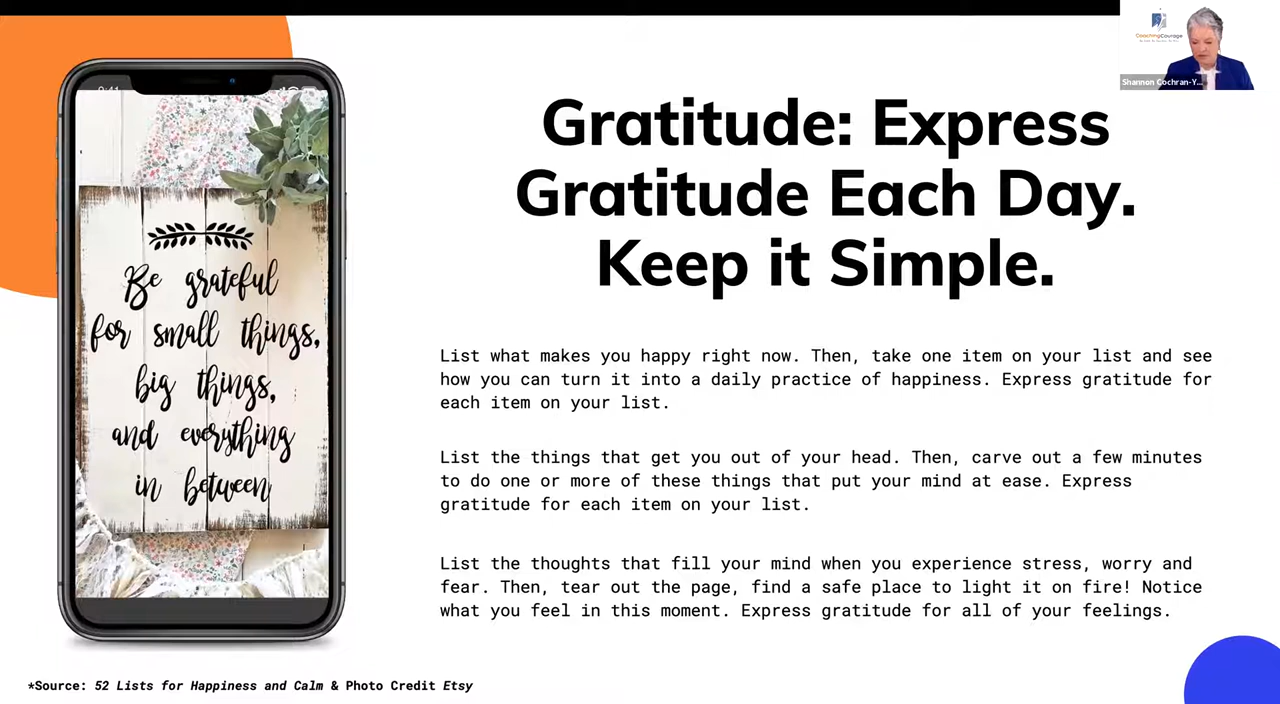 CoachingCourage
Shannon Cochran-Y...
9:41
Be grateful
for small things,
big things,
and everything
in between
Gratitude: Express
Gratitude Each Day.
Keep it Simple.
List what makes you happy right now. Then, take one item on your list and see
how you can turn it into a daily practice of happiness. Express gratitude for
each item on your list.
List the things that get you out of your head. Then, carve out a few minutes
to do one or more of these things that put your mind at ease. Express
gratitude for each item on your list.
List the thoughts that fill your mind when you experience stress, worry and
fear. Then, tear out the page, find a safe place to light it on fire! Notice
what you feel in this moment. Express gratitude for all of your feelings.
*Source: 52 Lists for Happiness and Calm & Photo Credit Etsy